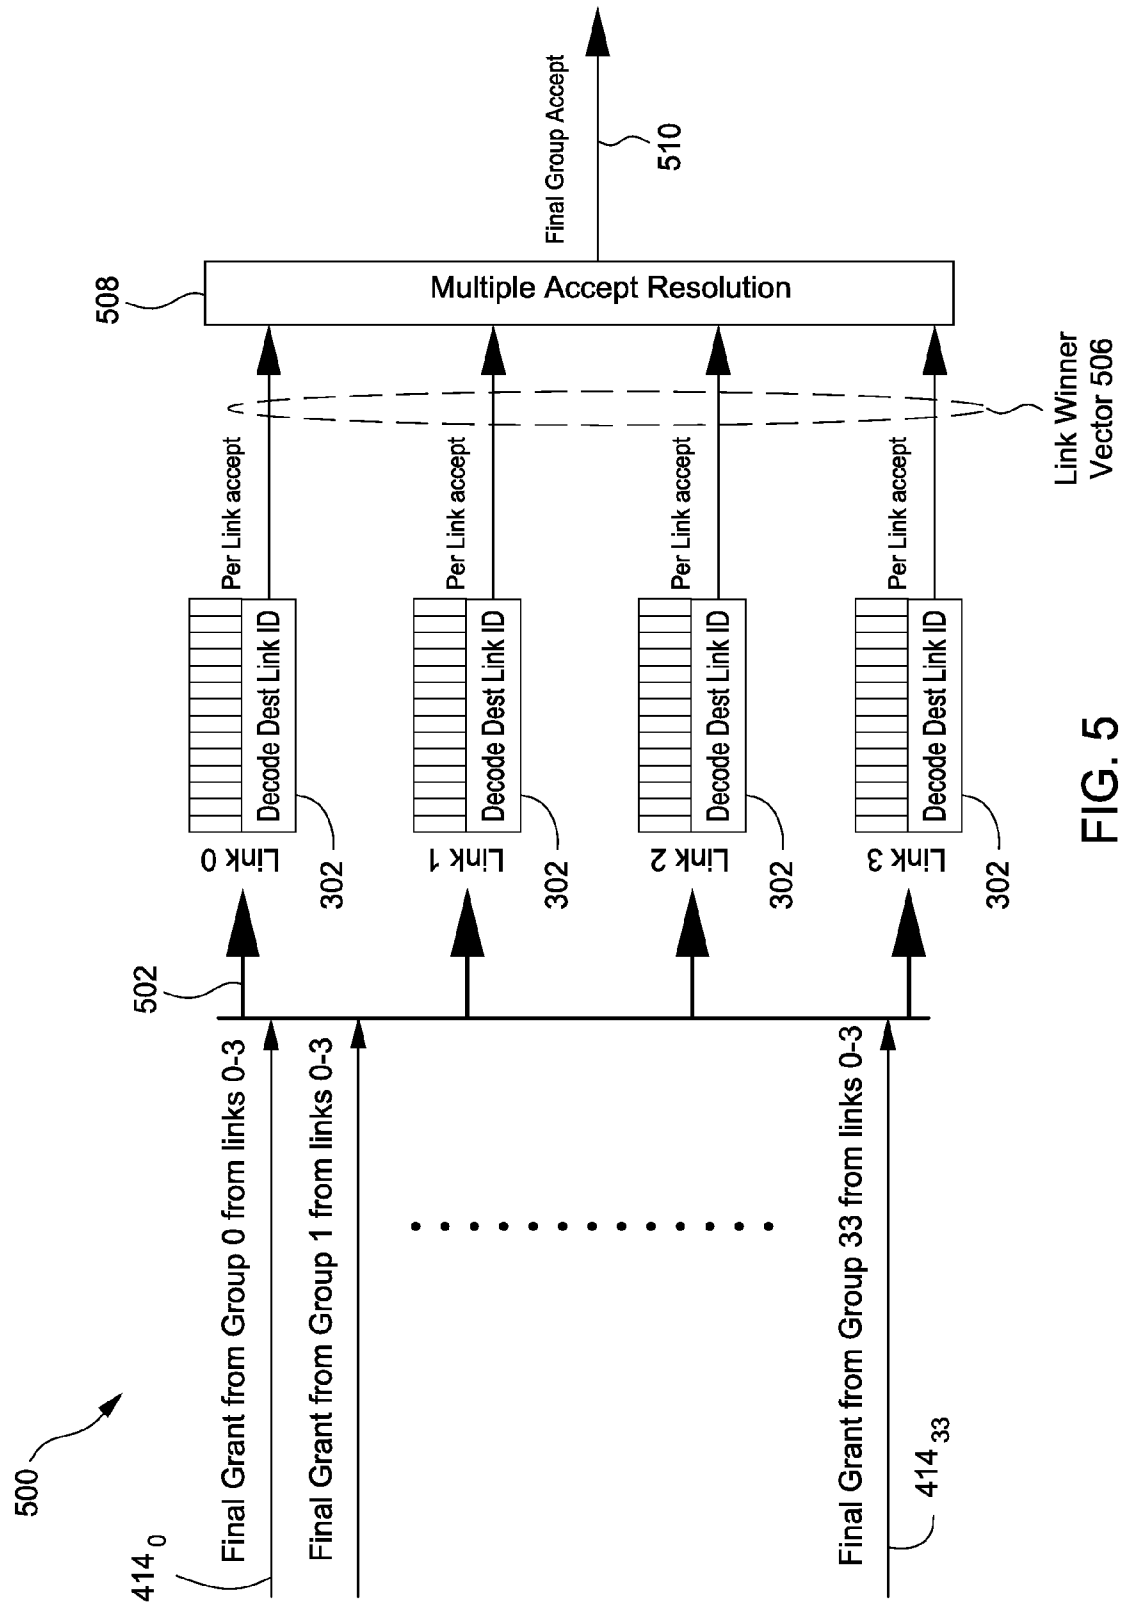 500
414 0
Final Grant from Group 0 from links 0-3
Final Grant from Group 1 from links 0-3
Final Grant from Group 33 from links 0-3
414 33
502
Link 0
Decode Dest Link ID
302
Per Link accept
Link 1
Decode Dest Link ID
302
Per Link accept
Link 2
Decode Dest Link ID
302
Per Link accept
Link 3
Decode Dest Link ID
302
Per Link accept
Link Winner
Vector 506
508
Multiple Accept Resolution
Final Group Accept
510
FIG. 5